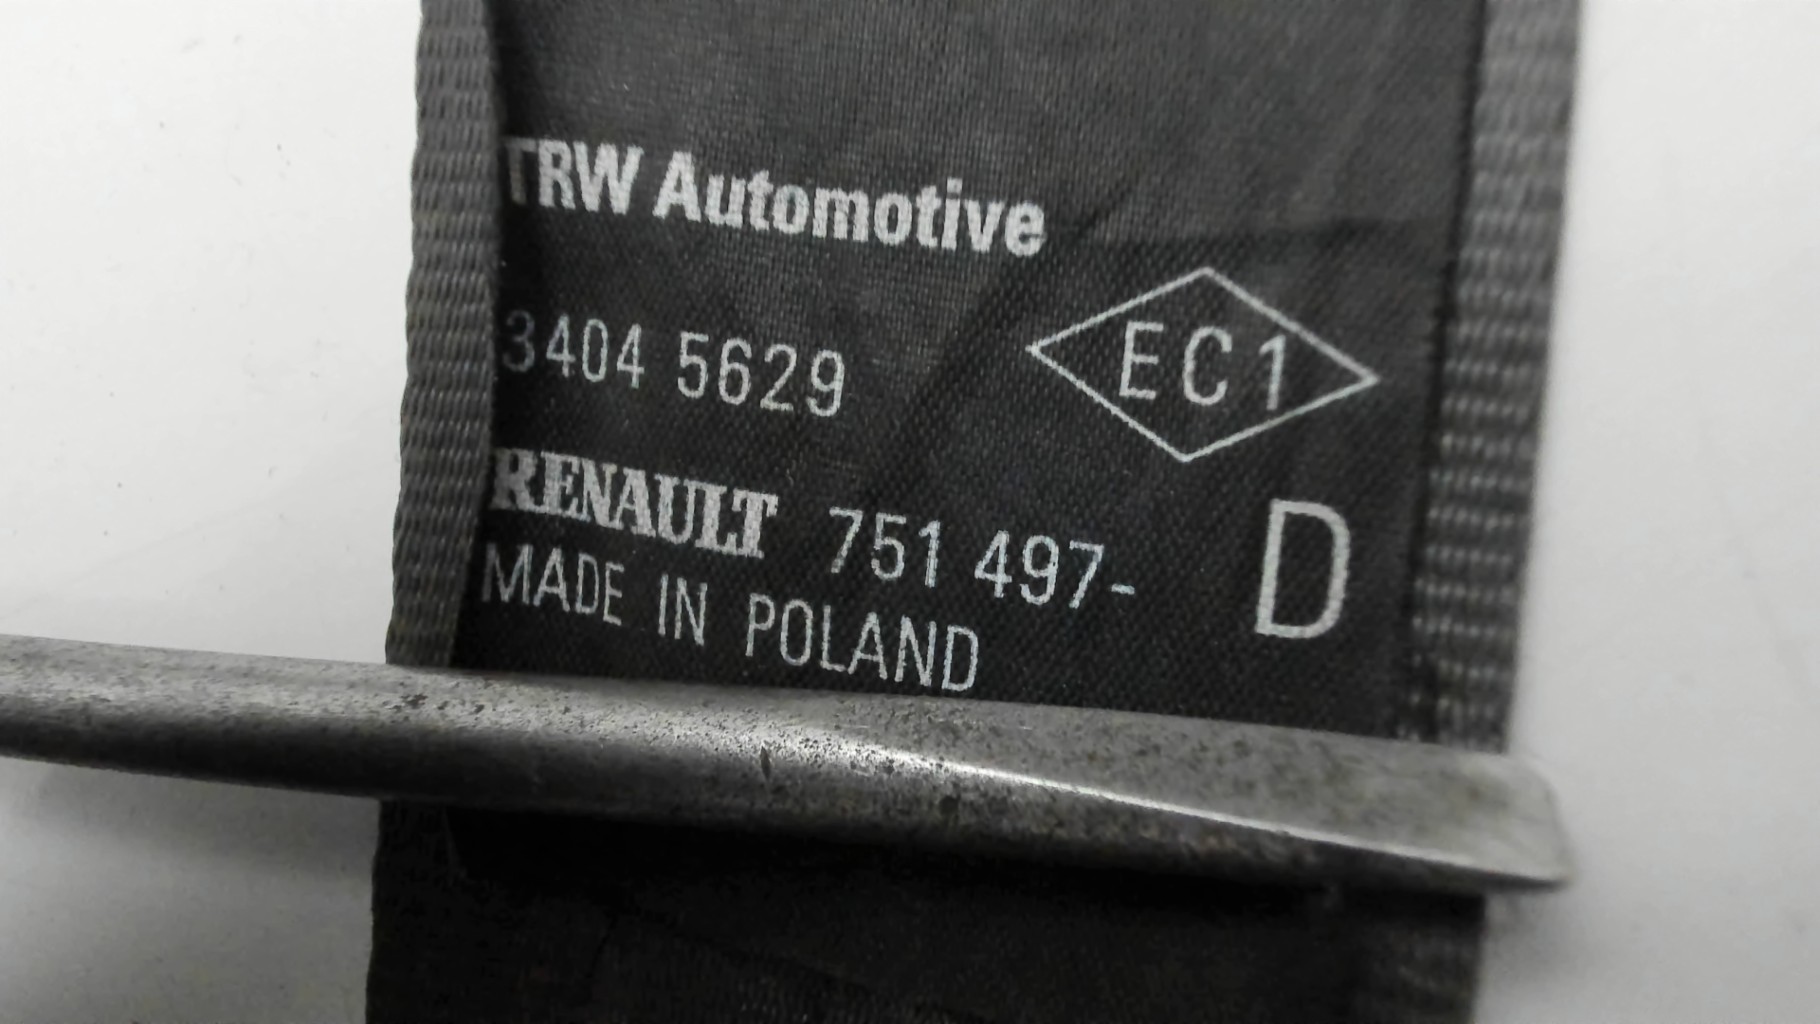 TRW Automotive
3404 5629
EC1
RENAULT 751 497-
D
MADE IN POLAND